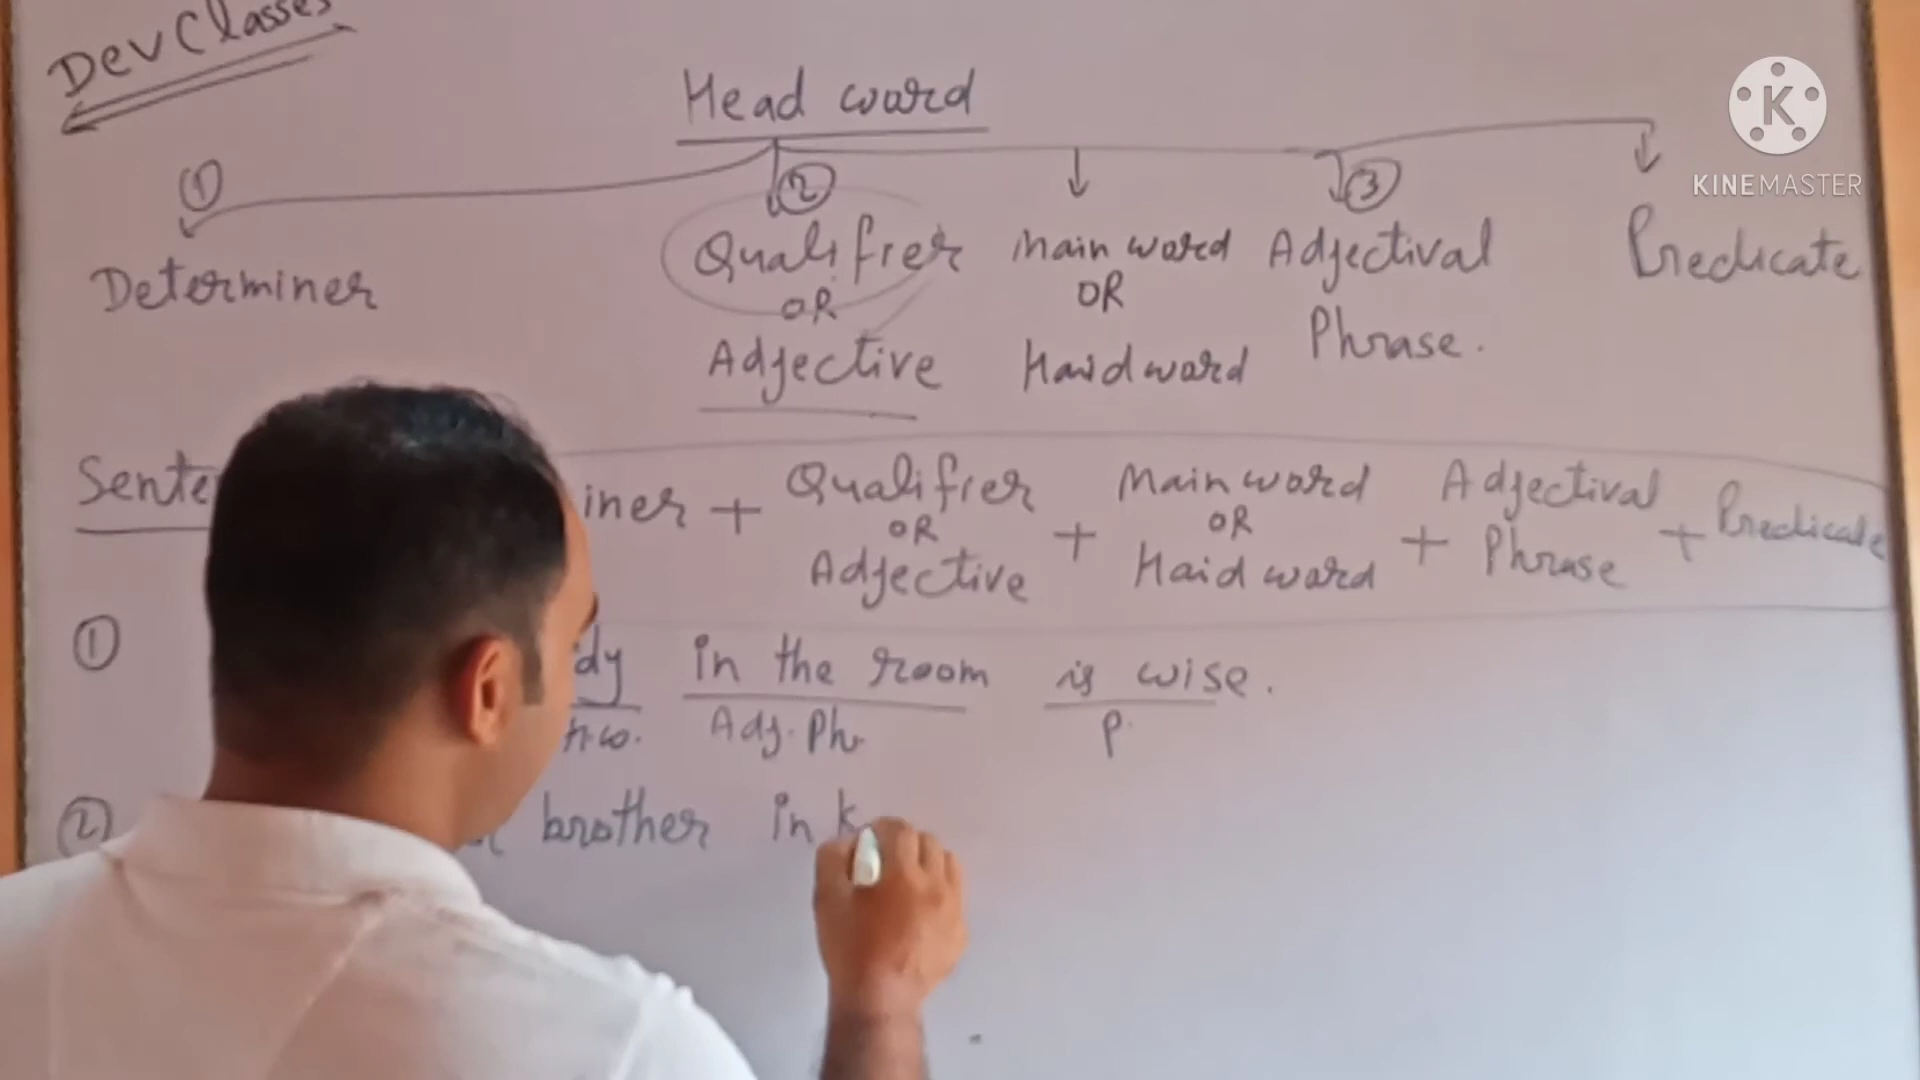 Dev Classes
Head word
KINEMASTER
① ② ③
Determiner Qualifier Main word Adjectival Predicate
OR OR
Adjective Haid word Phrase.
Sente iner + Qualifier + Main word + Adjectival + Predicate
OR OR
Adjective Haid word Phrase
① dy in the room is wise.
H.w. Adj. Ph. P.
② brother in k